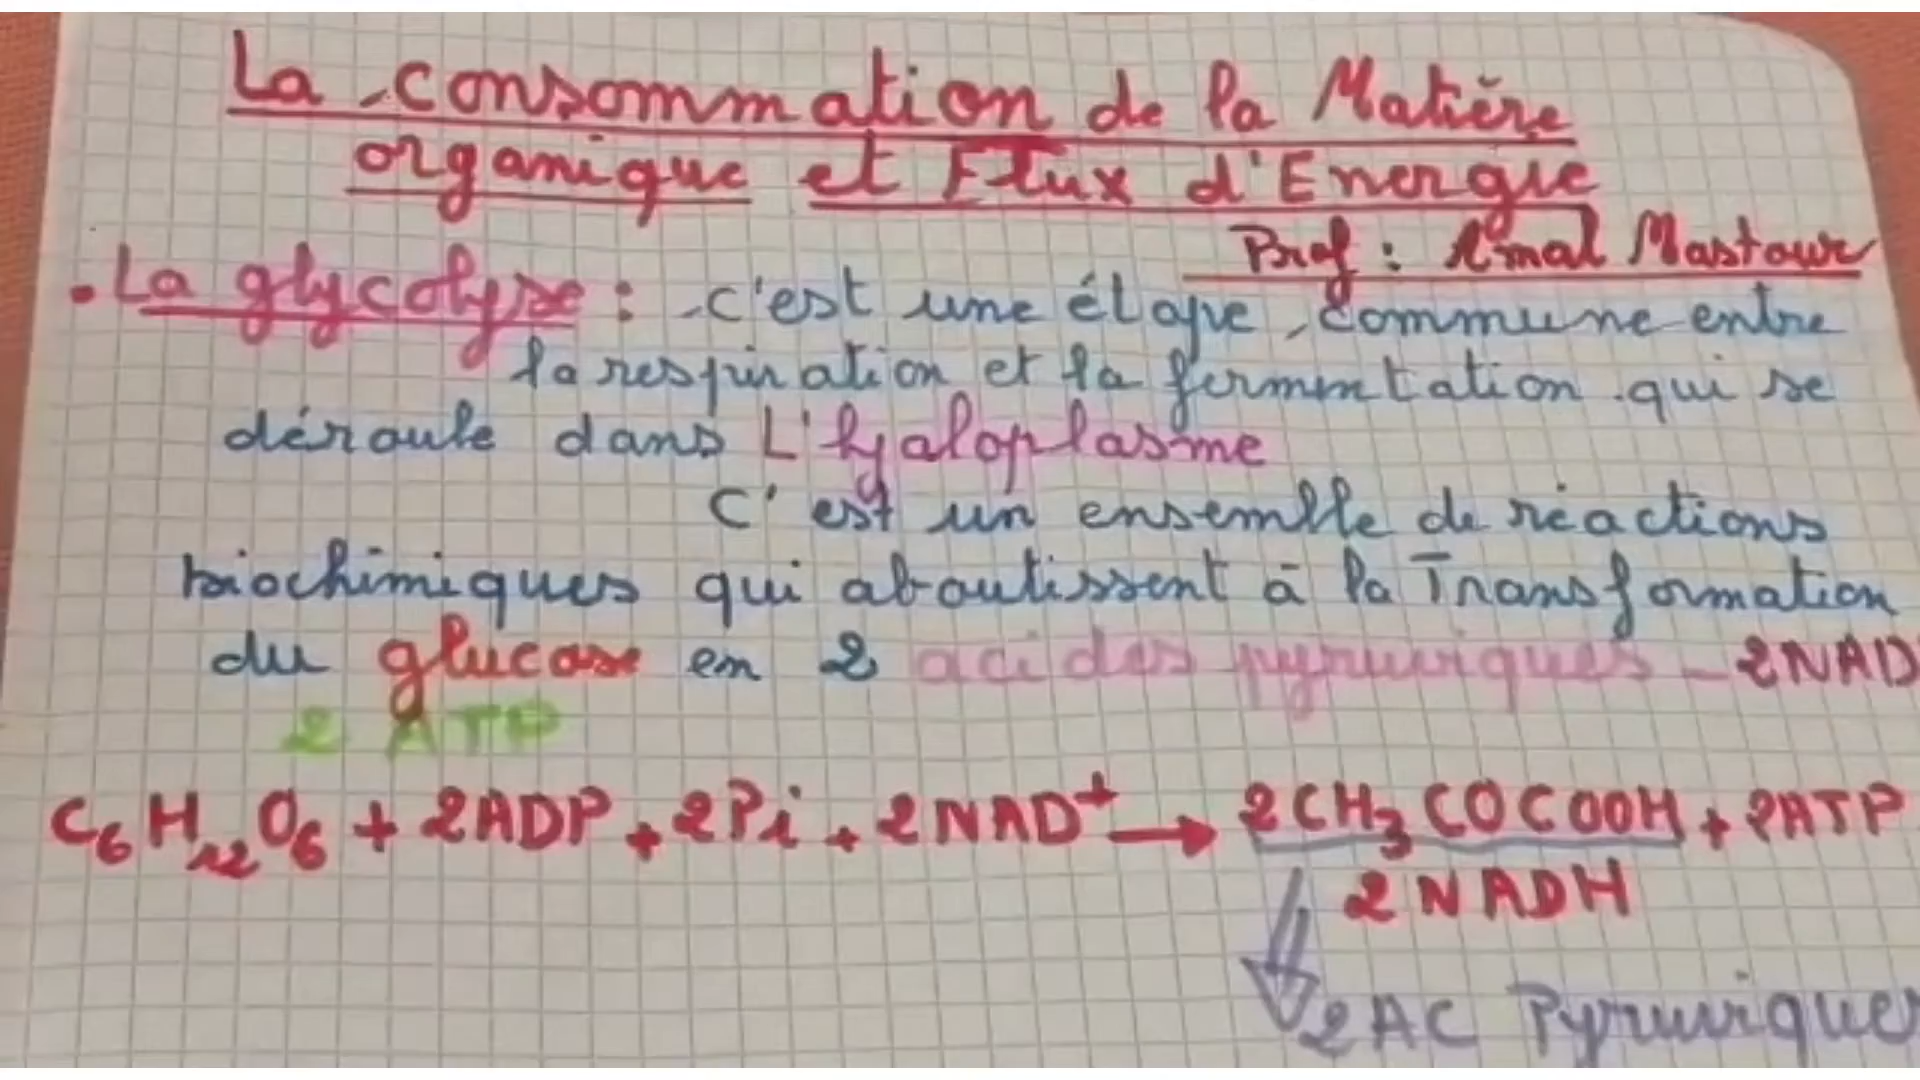 La consommation de la Matière
organique et Flux d'Energie
Prof : Amal Mastour
• La glycolyse : c'est une étape commune entre
la respiration et la fermentation qui se
déroule dans L'hyaloplasme
C'est un ensemble de réactions
biochimiques qui aboutissent à la Transformation
du glucose en 2 acides pyruviques - 2NAD
2 ATP
C₆H₁₂O₆ + 2ADP + 2Pi + 2NAD⁺ → 2CH₃COCOOH + 2ATP
2NADH
2AC Pyruvique